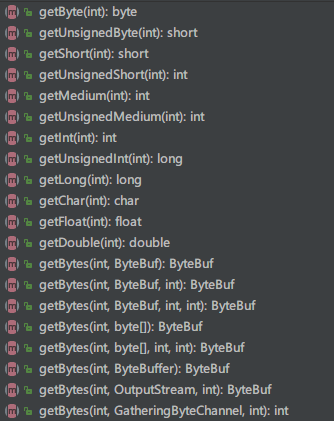 getByte(int): byte
getUnsignedByte(int): short
getShort(int): short
getUnsignedShort(int): int
getMedium(int): int
getUnsignedMedium(int): int
getInt(int): int
getUnsignedInt(int): long
getLong(int): long
getChar(int): char
getFloat(int): float
getDouble(int): double
getBytes(int, ByteBuf): ByteBuf
getBytes(int, ByteBuf, int): ByteBuf
getBytes(int, ByteBuf, int, int): ByteBuf
getBytes(int, byte[]): ByteBuf
getBytes(int, byte[], int, int): ByteBuf
getBytes(int, ByteBuffer): ByteBuf
getBytes(int, OutputStream, int): ByteBuf
getBytes(int, GatheringByteChannel, int): int